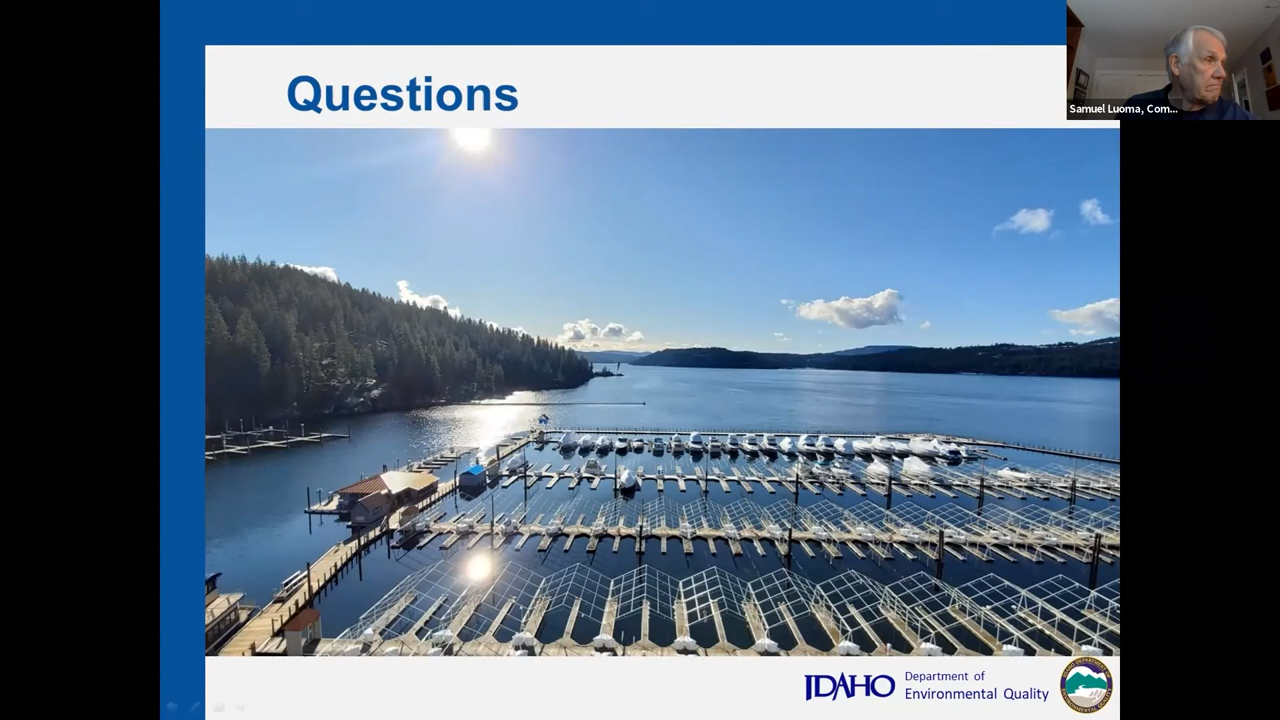 Questions
Samuel Luoma, Com...
IDAHO
Department of
Environmental Quality